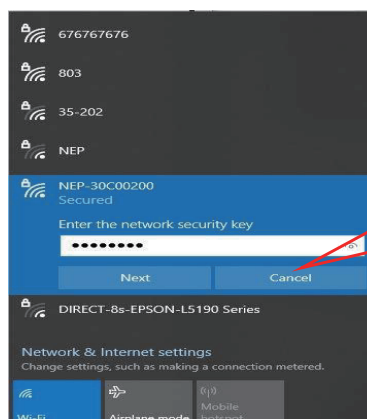 676767676
803
35-202
NEP
NEP-30C00200
Secured
Enter the network security key
••••••••
Next Cancel
DIRECT-8s-EPSON-L5190 Series
Network & Internet settings
Change settings, such as making a connection metered.
Wi-Fi Airplane mode Mobile hotspot